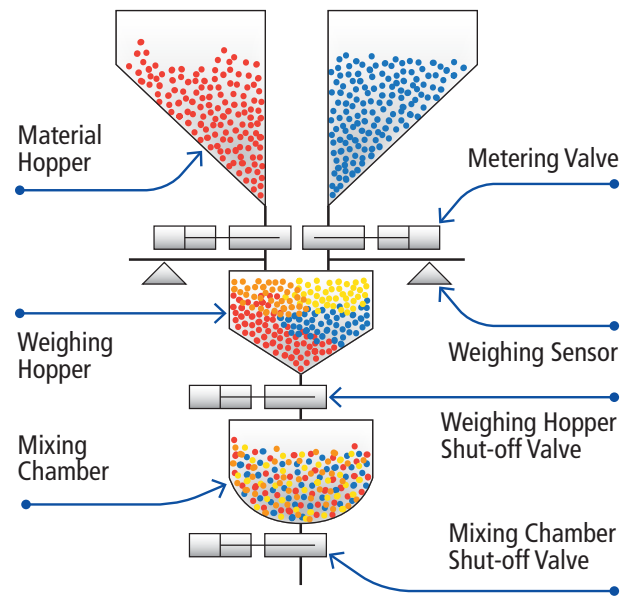 Material
Hopper
Metering Valve
Weighing
Hopper
Weighing Sensor
Weighing Hopper
Shut-off Valve
Mixing
Chamber
Mixing Chamber
Shut-off Valve